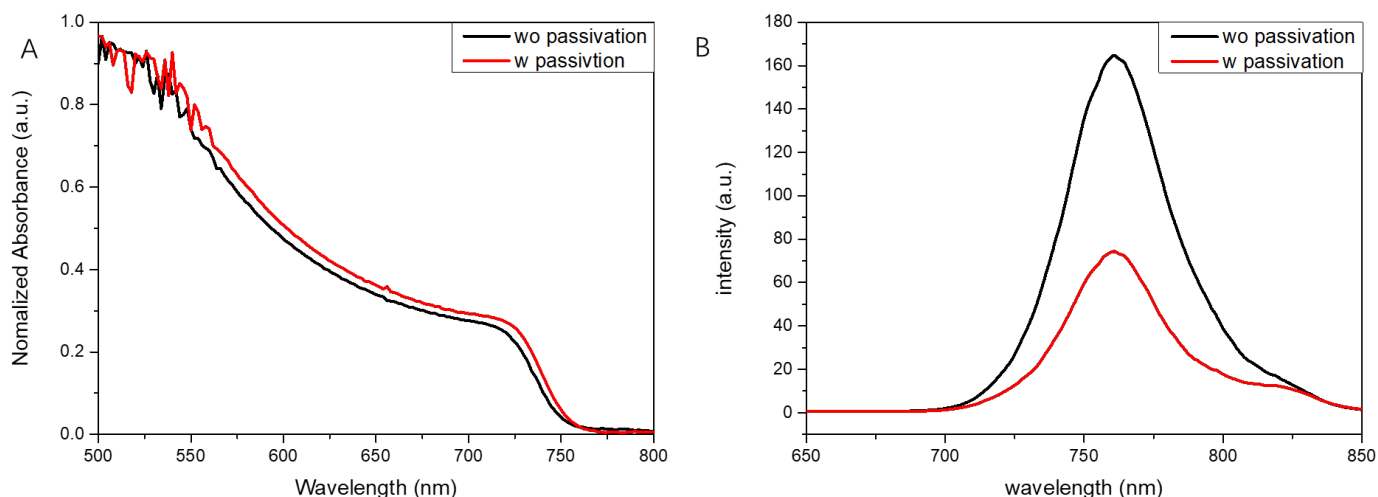 A
wo passivation
w passivtion
Normalized Absorbance (a.u.)
1.0
0.8
0.6
0.4
0.2
0.0
500
550
600
650
700
750
800
Wavelength (nm)
B
wo passivation
w passivation
intensity (a.u.)
180
160
140
120
100
80
60
40
20
0
650
700
750
800
850
wavelength (nm)